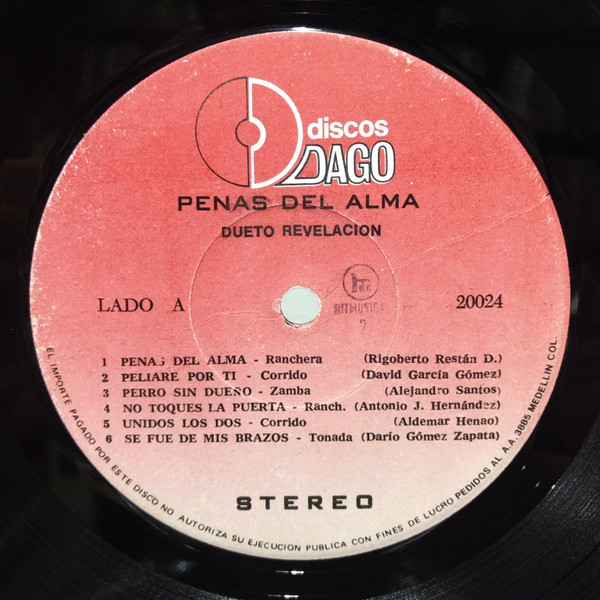 discos
DAGO
PENAS DEL ALMA
DUETO REVELACION
LADO A
20024
RITMUSICA
2
1 PENAS DEL ALMA - Ranchera (Rigoberto Restán D.)
2 PELIARE POR TI - Corrido (David García Gómez)
3 PERRO SIN DUEÑO - Zamba (Alejandro Santos)
4 NO TOQUES LA PUERTA - Ranch. (Antonio J. Hernández)
5 UNIDOS LOS DOS - Corrido (Aldemar Henao)
6 SE FUE DE MIS BRAZOS - Tonada (Darío Gómez Zapata)
STEREO
EL IMPORTE PAGADO POR ESTE DISCO NO AUTORIZA SU EJECUCION PUBLICA CON FINES DE LUCRO PEDIDOS AL A.A. 3885 MEDELLIN COL.